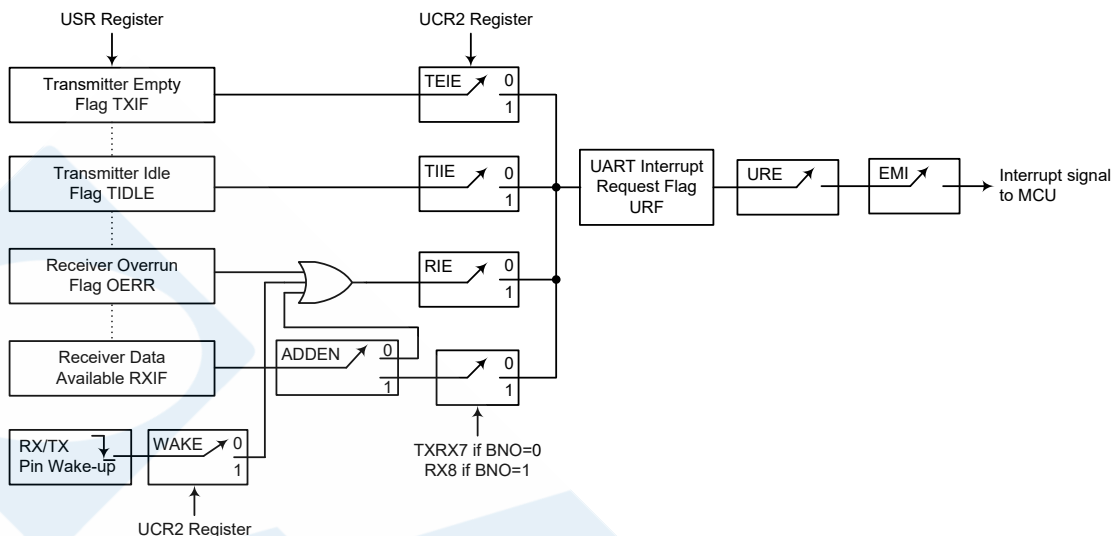 USR Register
UCR2 Register
Transmitter Empty
Flag TXIF
TEIE
0
1
Transmitter Idle
Flag TIDLE
TIIE
0
1
UART Interrupt
Request Flag
URF
URE
EMI
Interrupt signal
to MCU
Receiver Overrun
Flag OERR
RIE
0
1
Receiver Data
Available RXIF
ADDEN
0
1
0
1
RX/TX
Pin Wake-up
WAKE
0
1
TXRX7 if BNO=0
RX8 if BNO=1
UCR2 Register